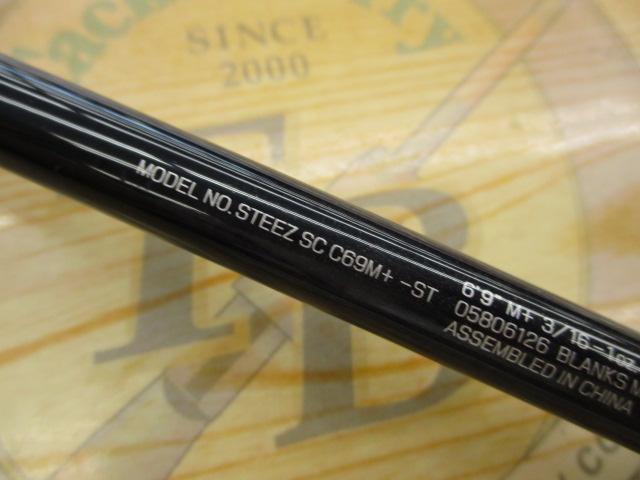 SINCE
2000
MODEL NO. STEEZ SC C69M+ -ST
6'9" M+ 3/16-1oz
05806126 BLANKS
ASSEMBLED IN CHINA